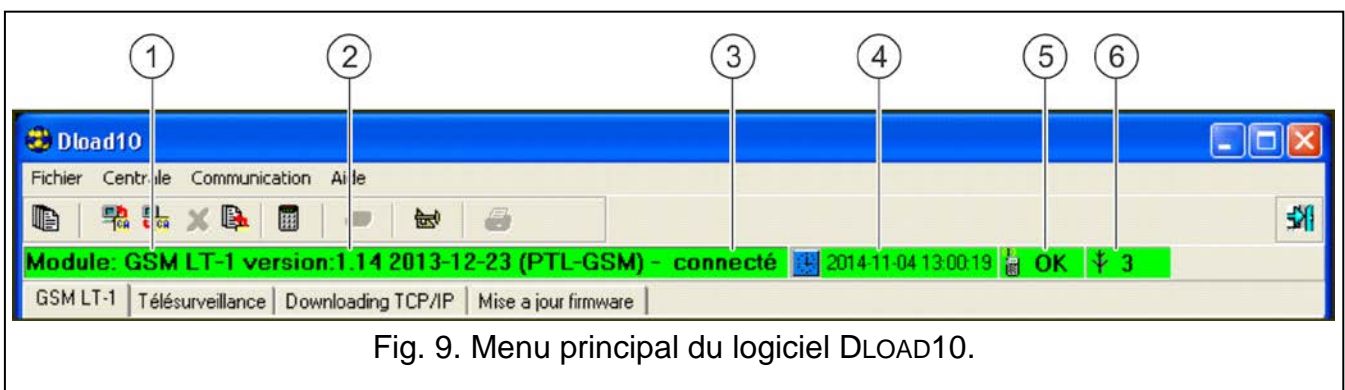 1 2 3 4 5 6
Dload10
Fichier Centrale Communication Aide
Module: GSM LT-1 version:1.14 2013-12-23 (PTL-GSM) - connecté 2014-11-04 13:00:19 OK 3
GSM LT-1 Télésurveillance Downloading TCP/IP Mise a jour firmware
Fig. 9. Menu principal du logiciel DLOAD10.